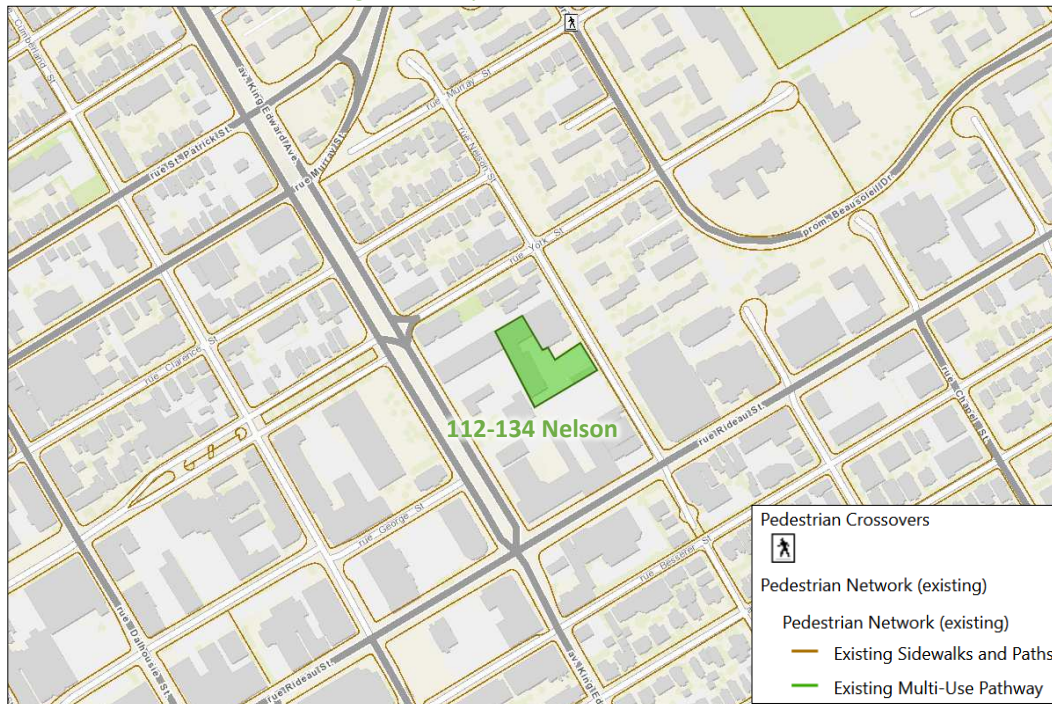 Cumberland St
av. King Edward Ave.
rue St. Patrick St.
rue Murray St.
rue Murray St
rue Nelson St
rue York St
prom. Beausoleil Dr.
rue Clarence St
112-134 Nelson
rue Rideau St.
rue Chapel St.
rue George St
rue Besserer St
rue Dalhousie St.
rue Rideau St.
av. King E
Pedestrian Crossovers
Pedestrian Network (existing)
Pedestrian Network (existing)
Existing Sidewalks and Paths
Existing Multi-Use Pathway